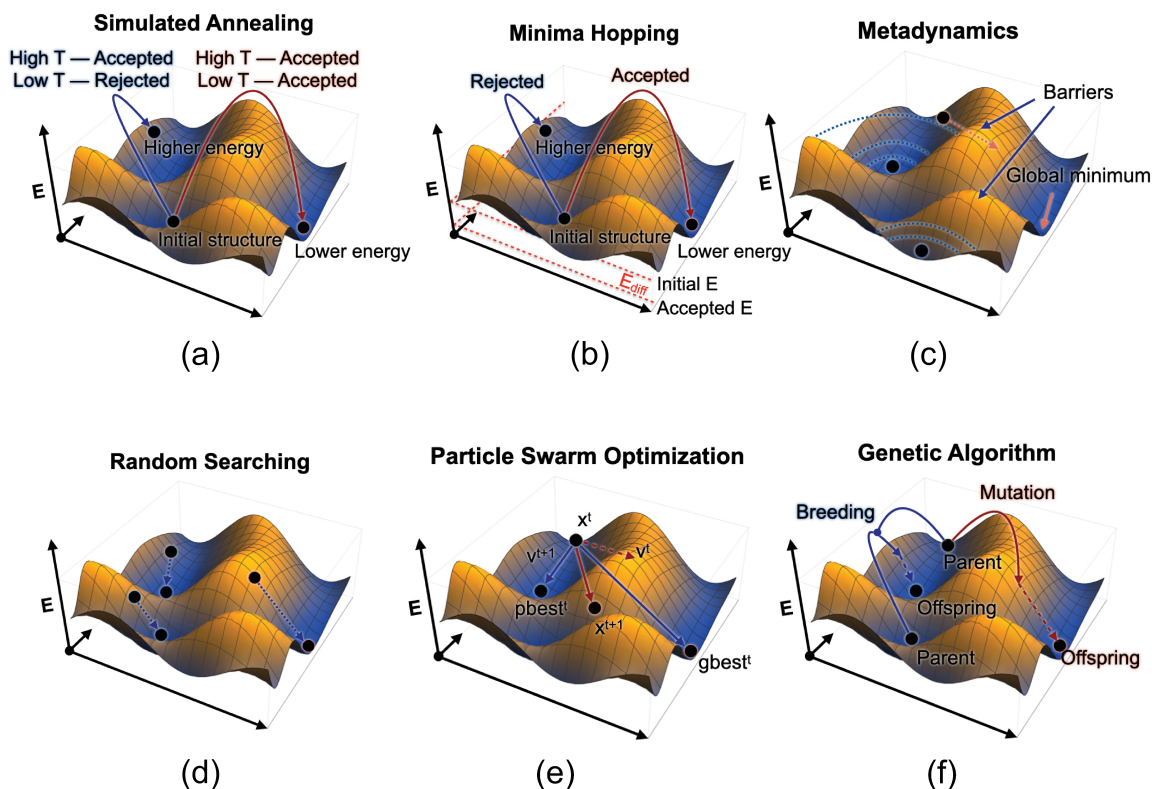 Simulated Annealing
High T — Accepted
Low T — Rejected
High T — Accepted
Low T — Accepted
Higher energy
E
Initial structure
Lower energy
(a)
Minima Hopping
Rejected
Accepted
Higher energy
E
Initial structure
Lower energy
Ediff
Initial E
Accepted E
(b)
Metadynamics
Barriers
Global minimum
E
(c)
Random Searching
E
(d)
Particle Swarm Optimization
xᵗ
vᵗ⁺¹
vᵗ
E
pbestᵗ
xᵗ⁺¹
gbestᵗ
(e)
Genetic Algorithm
Mutation
Breeding
Parent
E
Offspring
Parent
Offspring
(f)